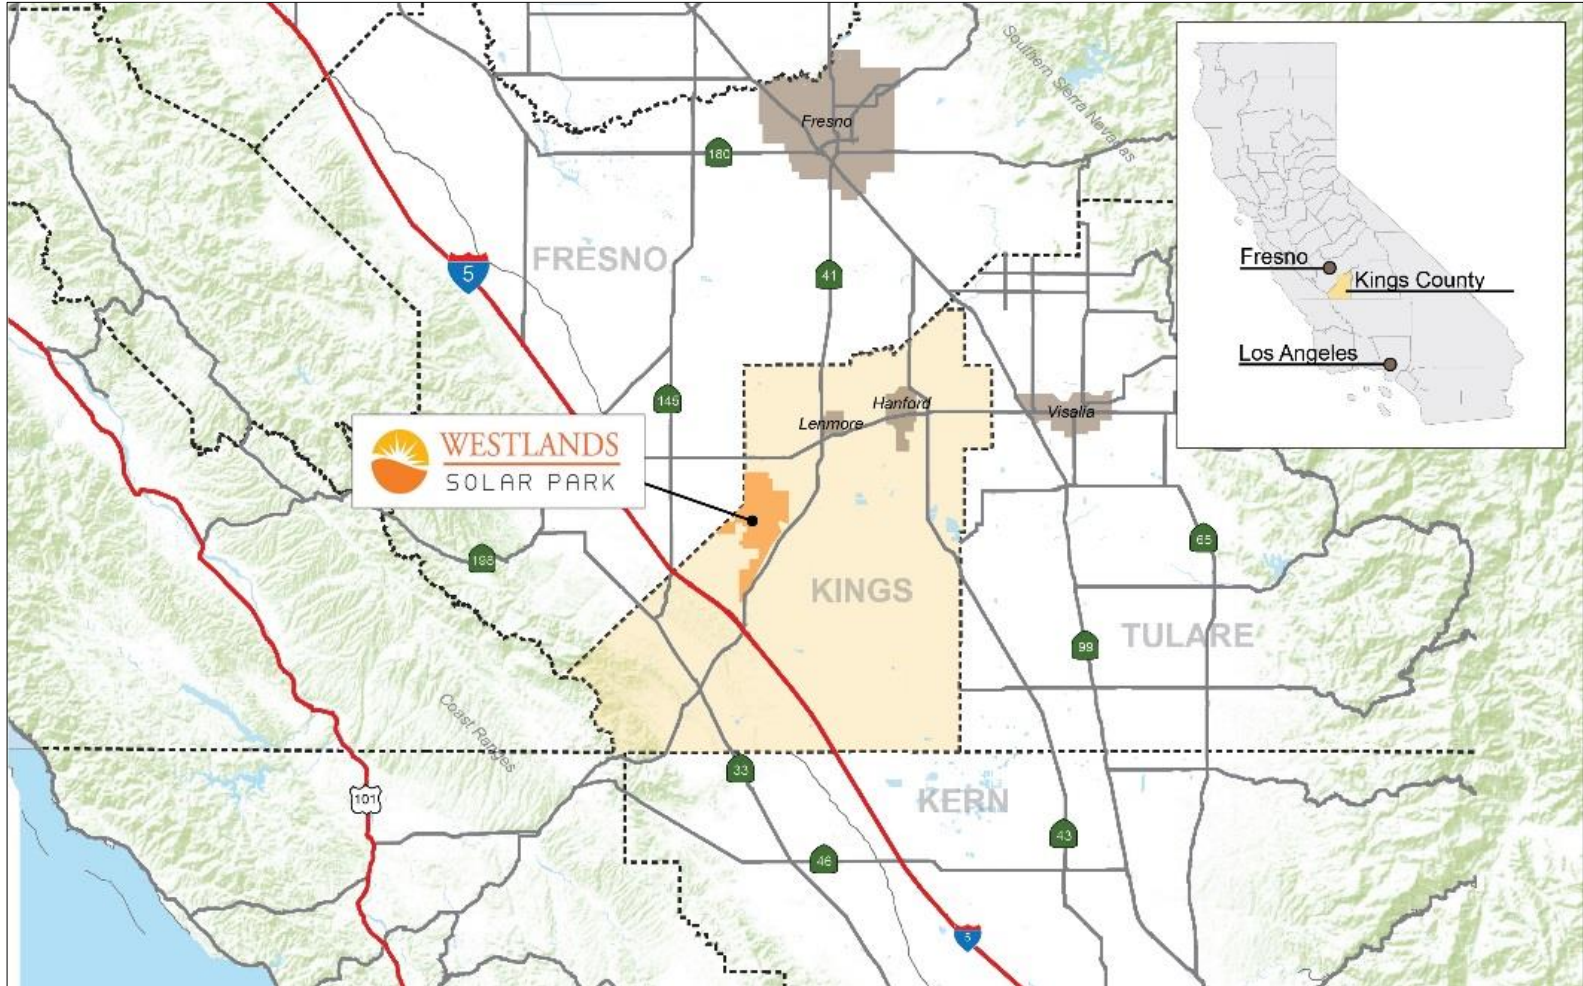 Southern Sierra Nevadas
Fresno
180
FRESNO
5
41
145
Hanford
Lenmore
Visalia
WESTLANDS
SOLAR PARK
198
65
KINGS
TULARE
99
Coast Ranges
33
101
KERN
43
46
5
Fresno
Kings County
Los Angeles